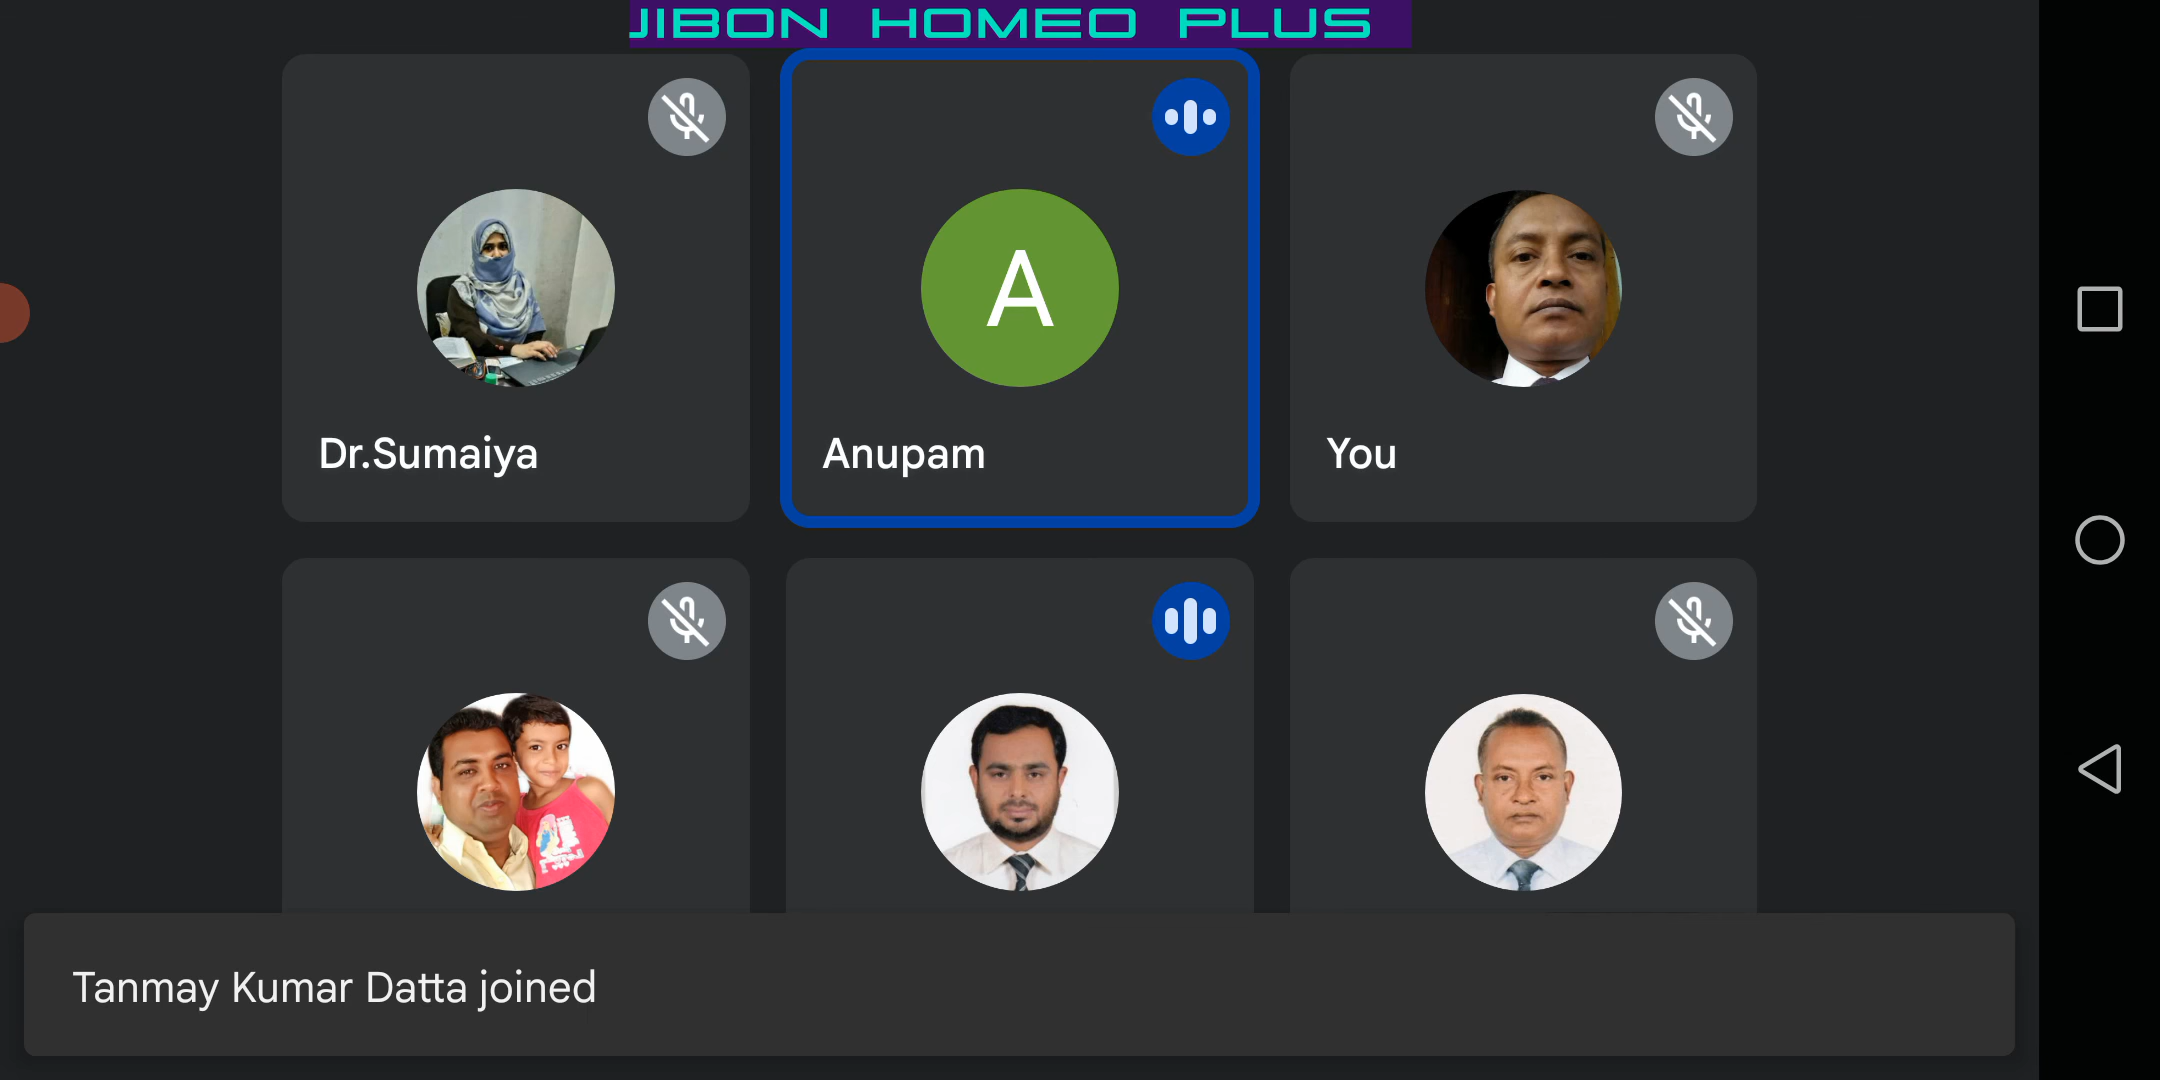 JIBON HOMEO PLUS
A
Dr.Sumaiya
Anupam
You
Tanmay Kumar Datta joined